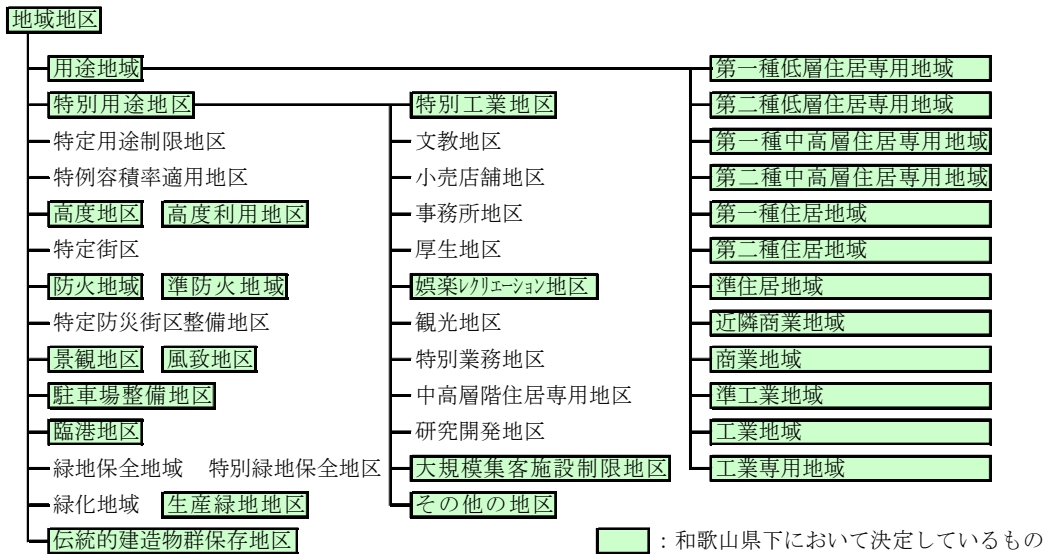 地域地区
用途地域 第一種低層住居専用地域
特別用途地区 特別工業地区 第二種低層住居専用地域
特定用途制限地区 文教地区 第一種中高層住居専用地域
特例容積率適用地区 小売店舗地区 第二種中高層住居専用地域
高度地区 高度利用地区 事務所地区 第一種住居地域
特定街区 厚生地区 第二種住居地域
防火地域 準防火地域 娯楽ﾚｸﾘｴｰｼｮﾝ地区 準住居地域
特定防災街区整備地区 観光地区 近隣商業地域
景観地区 風致地区 特別業務地区 商業地域
駐車場整備地区 中高層階住居専用地区 準工業地域
臨港地区 研究開発地区 工業地域
緑地保全地域 特別緑地保全地区 大規模集客施設制限地区 工業専用地域
緑化地域 生産緑地地区 その他の地区
伝統的建造物群保存地区 :和歌山県下において決定しているもの